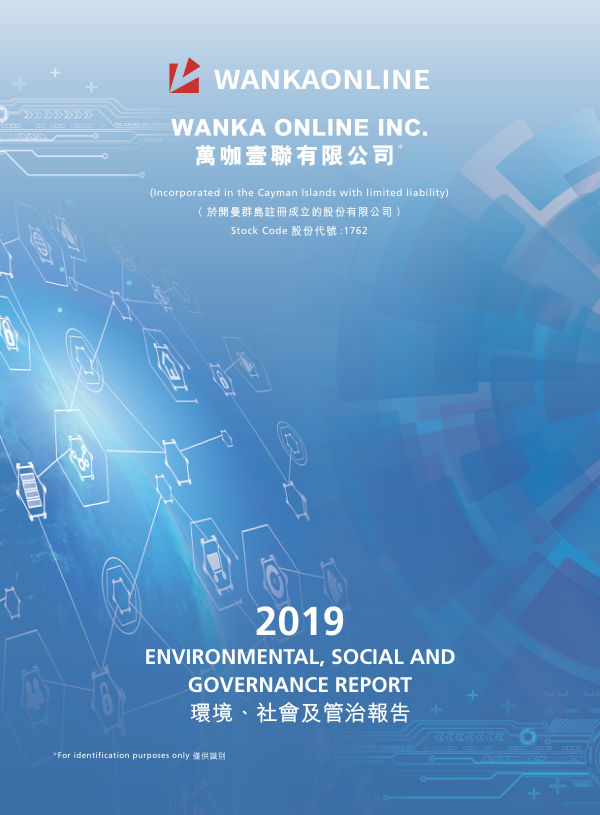 WANKAONLINE
WANKA ONLINE INC.
萬咖壹聯有限公司*
(Incorporated in the Cayman Islands with limited liability)
（於開曼群島註冊成立的股份有限公司）
Stock Code 股份代號 :1762
2019
ENVIRONMENTAL, SOCIAL AND
GOVERNANCE REPORT
環境、社會及管治報告
*For identification purposes only 僅供識別